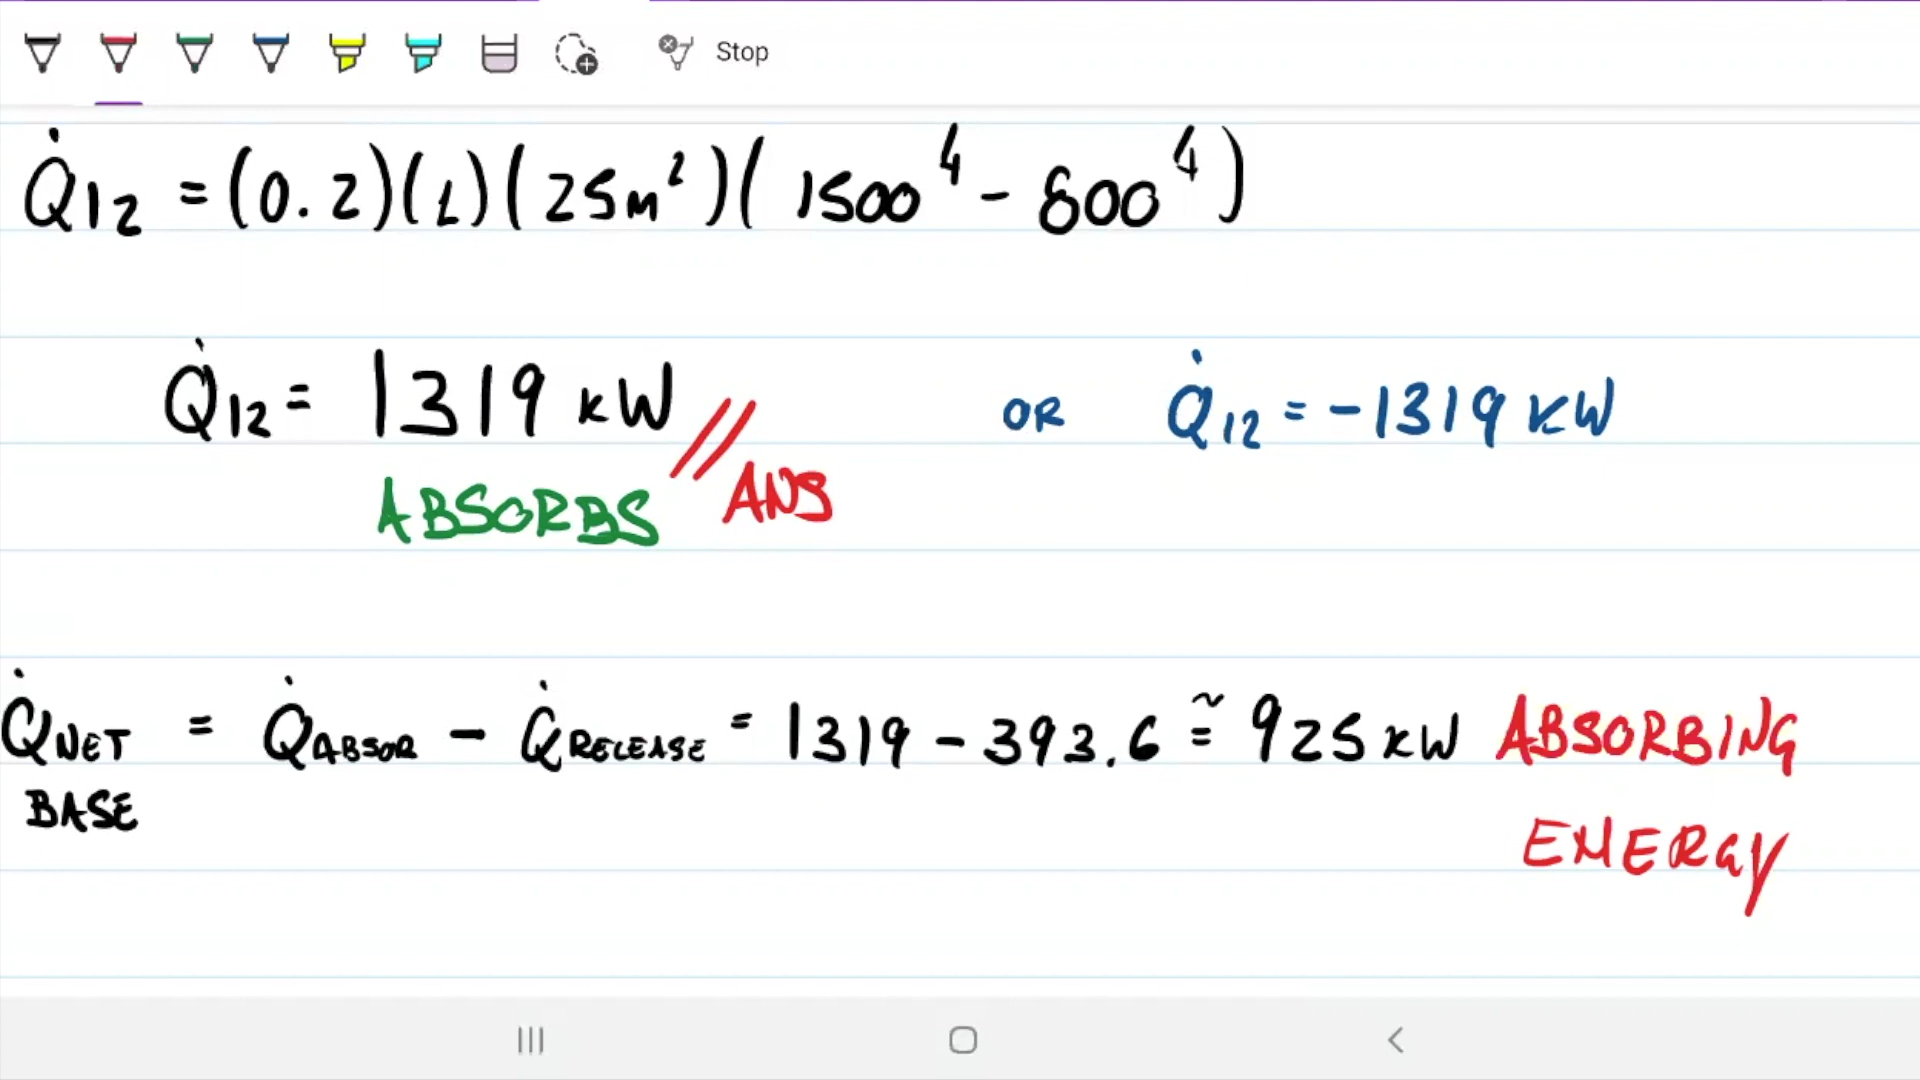 Stop
Q̇12 = (0.2)(1)(25m²)(1500⁴ - 800⁴)
Q̇12 = 1319 kW // ANS OR Q̇12 = -1319 kW
ABSORBS
Q̇NET BASE = Q̇ABSOR - Q̇RELEASE = 1319 - 393.6 ≅ 925 kW ABSORBING
ENERGY